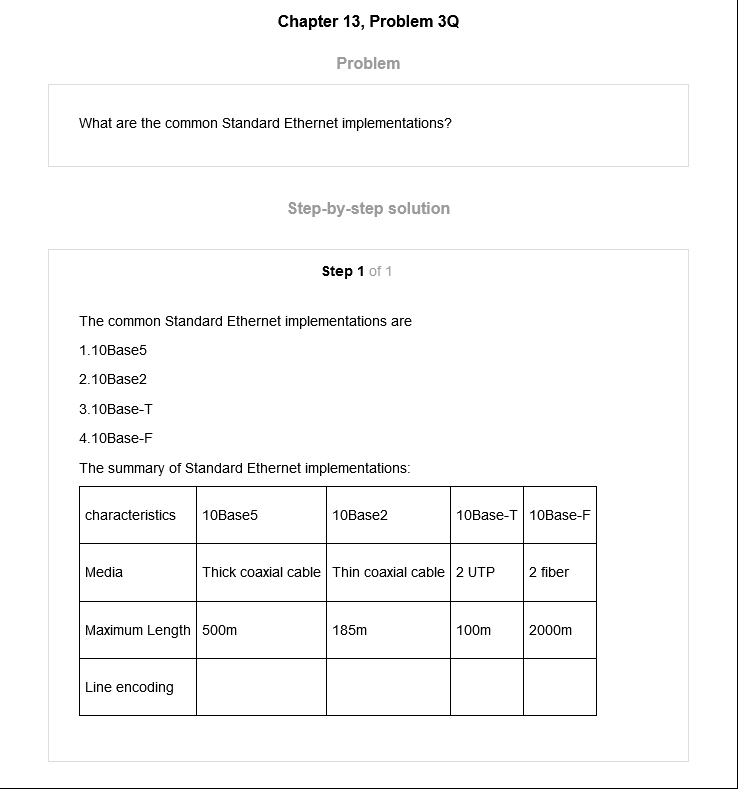 Chapter 13, Problem 3Q
Problem
What are the common Standard Ethernet implementations?
Step-by-step solution
Step 1 of 1
The common Standard Ethernet implementations are
1.10Base5
2.10Base2
3.10Base-T
4.10Base-F
The summary of Standard Ethernet implementations:
characteristics 10Base5 10Base2 10Base-T 10Base-F
Media Thick coaxial cable Thin coaxial cable 2 UTP 2 fiber
Maximum Length 500m 185m 100m 2000m
Line encoding